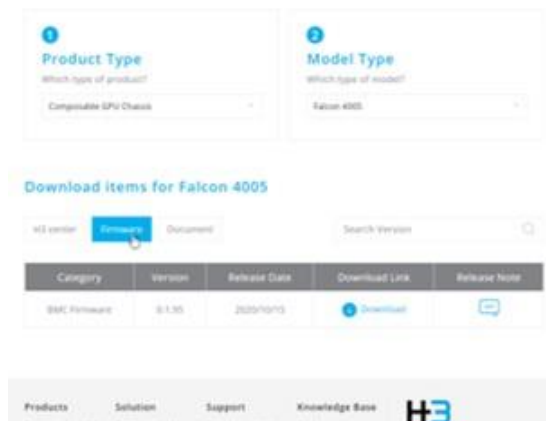 1
2
Product Type
Model Type
Which type of product?
Which type of model?
Composable GPU Chassis
Falcon 4005
Download items for Falcon 4005
H3 center
Firmware
Document
Search Version
Category Version Release Date Download Link Release Note
BMC Firmware 0.1.95 2020/10/15 Download
Products Solution Support Knowledge Base H3